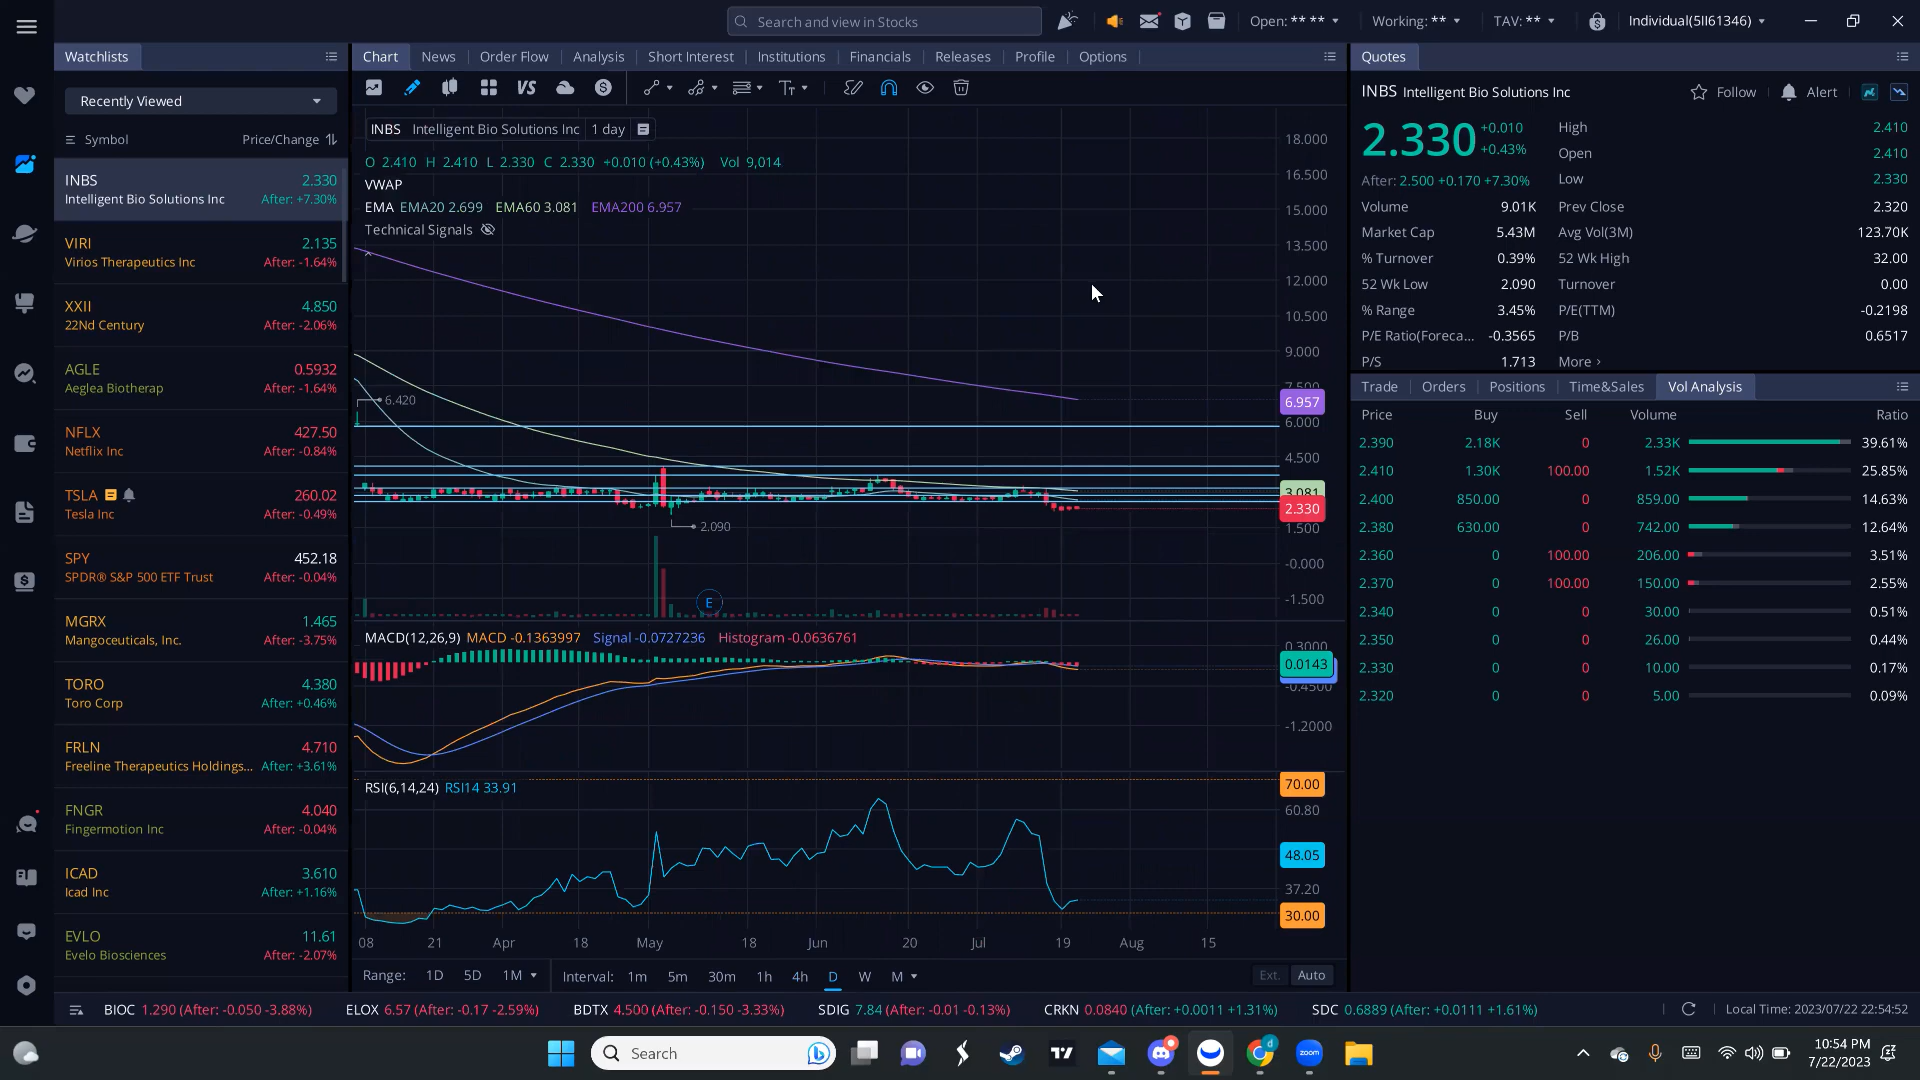 Search and view in Stocks
Open: ** **
Working: **
TAV: **
Individual(5II61346)
Watchlists
Recently Viewed
Symbol Price/Change
INBS 2.330
Intelligent Bio Solutions Inc After: +7.30%
VIRI 2.135
Virios Therapeutics Inc After: -1.64%
XXII 4.850
22Nd Century After: -2.06%
AGLE 0.5932
Aeglea Biotherap After: -1.64%
NFLX 427.50
Netflix Inc After: -0.84%
TSLA 260.02
Tesla Inc After: -0.49%
SPY 452.18
SPDR® S&P 500 ETF Trust After: -0.04%
MGRX 1.465
Mangoceuticals, Inc. After: -3.75%
TORO 4.380
Toro Corp After: +0.46%
FRLN 4.710
Freeline Therapeutics Holdings... After: +3.61%
FNGR 4.040
Fingermotion Inc After: -0.04%
ICAD 3.610
Icad Inc After: +1.16%
EVLO 11.61
Evelo Biosciences After: -2.07%
Chart News Order Flow Analysis Short Interest Institutions Financials Releases Profile Options
VS
INBS Intelligent Bio Solutions Inc 1 day
O 2.410 H 2.410 L 2.330 C 2.330 +0.010 (+0.43%) Vol 9,014
VWAP
EMA EMA20 2.699 EMA60 3.081 EMA200 6.957
Technical Signals
18.000
16.500
15.000
13.500
12.000
10.500
9.000
7.500
6.957
6.420
6.000
4.500
3.081
2.330
2.090
1.500
-0.000
-1.500
E
MACD(12,26,9) MACD -0.1363997 Signal -0.0727236 Histogram -0.0636761
0.3000
0.0143
-0.4500
-1.2000
RSI(6,14,24) RSI14 33.91
70.00
60.80
48.05
37.20
30.00
08 21 Apr 18 May 18 Jun 20 Jul 19 Aug 15
Range: 1D 5D 1M
Interval: 1m 5m 30m 1h 4h D W M
Ext. Auto
Quotes
INBS Intelligent Bio Solutions Inc Follow Alert
2.330 +0.010
+0.43%
After: 2.500 +0.170 +7.30%
High 2.410
Open 2.410
Low 2.330
Volume 9.01K Prev Close 2.320
Market Cap 5.43M Avg Vol(3M) 123.70K
% Turnover 0.39% 52 Wk High 32.00
52 Wk Low 2.090 Turnover 0.00
% Range 3.45% P/E(TTM) -0.2198
P/E Ratio(Foreca... -0.3565 P/B 0.6517
P/S 1.713 More ›
Trade Orders Positions Time&Sales Vol Analysis
Price Buy Sell Volume Ratio
2.390 2.18K 0 2.33K 39.61%
2.410 1.30K 100.00 1.52K 25.85%
2.400 850.00 0 859.00 14.63%
2.380 630.00 0 742.00 12.64%
2.360 0 100.00 206.00 3.51%
2.370 0 100.00 150.00 2.55%
2.340 0 0 30.00 0.51%
2.350 0 0 26.00 0.44%
2.330 0 0 10.00 0.17%
2.320 0 0 5.00 0.09%
BIOC 1.290 (After: -0.050 -3.88%) ELOX 6.57 (After: -0.17 -2.59%) BDTX 4.500 (After: -0.150 -3.33%) SDIG 7.84 (After: -0.01 -0.13%) CRKN 0.0840 (After: +0.0011 +1.31%) SDC 0.6889 (After: +0.0111 +1.61%)
Local Time: 2023/07/22 22:54:52
Search
zoom
10:54 PM
7/22/2023